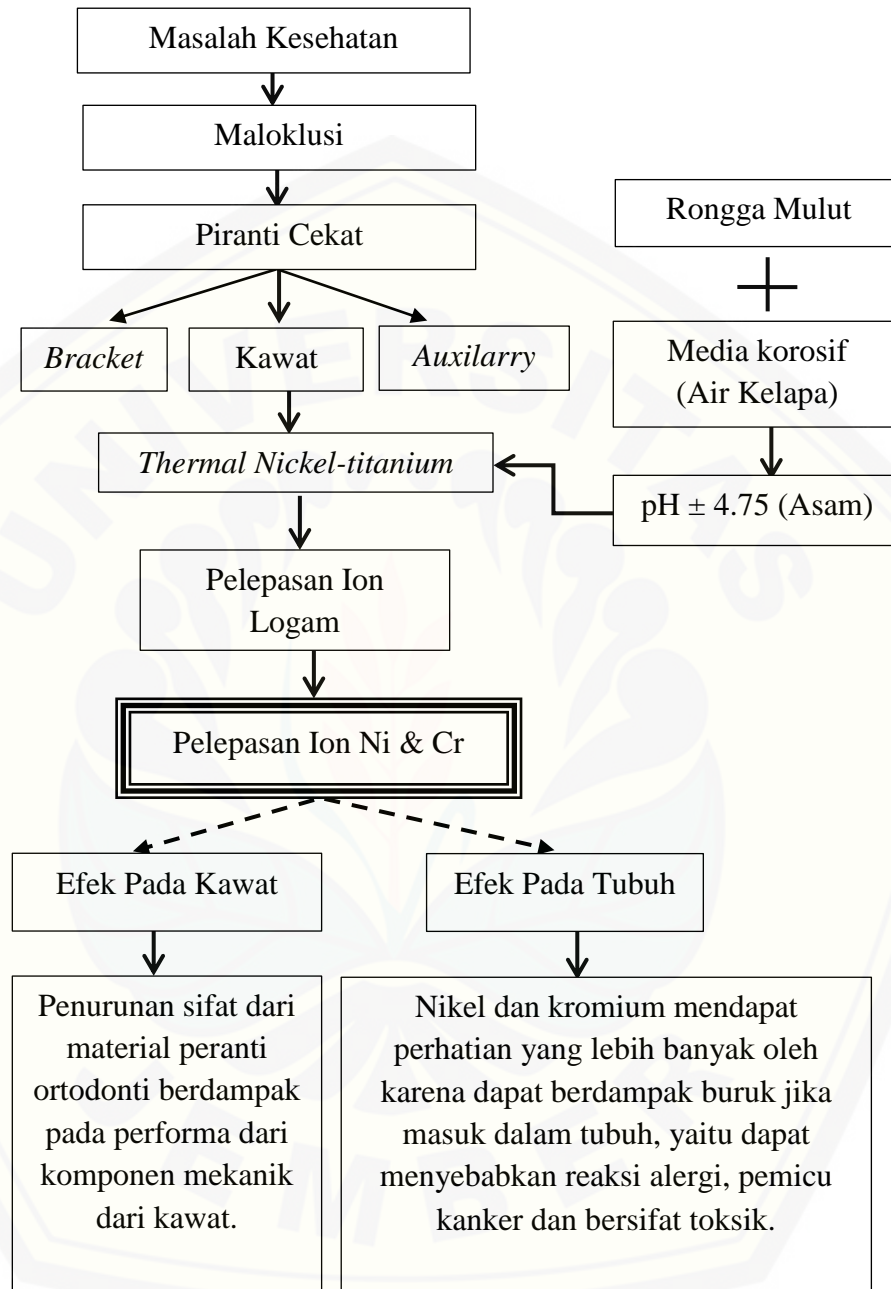 Masalah Kesehatan
Maloklusi
Piranti Cekat
Bracket
Kawat
Auxilarry
Rongga Mulut
Media korosif
(Air Kelapa)
pH ± 4.75 (Asam)
Thermal Nickel-titanium
Pelepasan Ion
Logam
Pelepasan Ion Ni & Cr
Efek Pada Kawat
Efek Pada Tubuh
Penurunan sifat dari
material peranti
ortodonti berdampak
pada performa dari
komponen mekanik
dari kawat.
Nikel dan kromium mendapat
perhatian yang lebih banyak oleh
karena dapat berdampak buruk jika
masuk dalam tubuh, yaitu dapat
menyebabkan reaksi alergi, pemicu
kanker dan bersifat toksik.
UNIVERSITAS
JEMBER